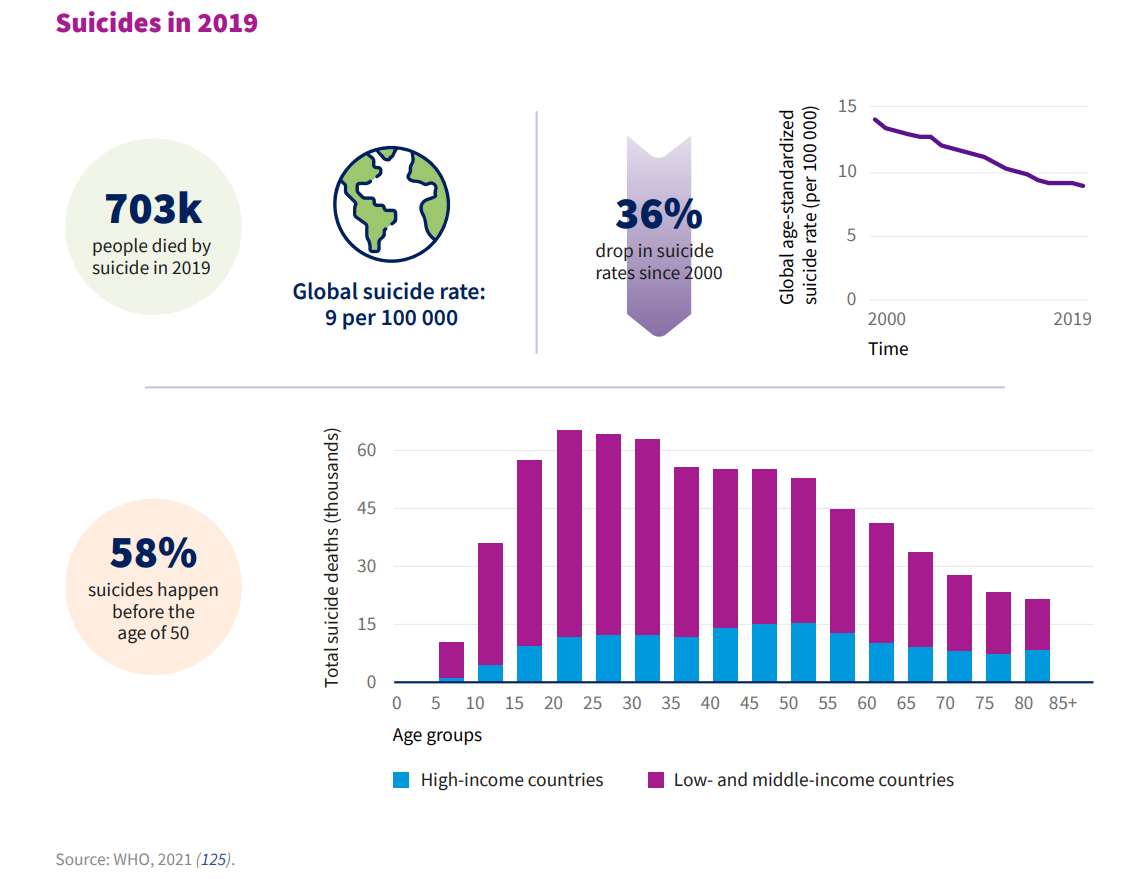 Suicides in 2019
703k
people died by
suicide in 2019
Global suicide rate:
9 per 100 000
36%
drop in suicide
rates since 2000
Global age-standardized
suicide rate (per 100 000)
15
10
5
0
2000 2019
Time
58%
suicides happen
before the
age of 50
Total suicide deaths (thousands)
60
45
30
15
0
0 5 10 15 20 25 30 35 40 45 50 55 60 65 70 75 80 85+
Age groups
High-income countries Low- and middle-income countries
Source: WHO, 2021 (125).